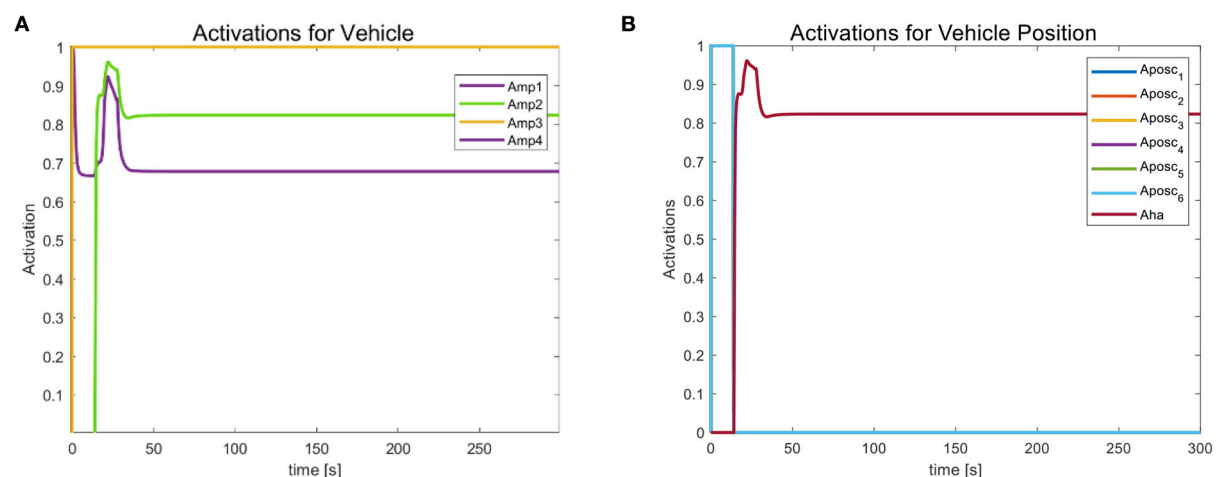 A
Activations for Vehicle
Activation
1
0.9
0.8
0.7
0.6
0.5
0.4
0.3
0.2
0.1
0
50
100
150
200
250
time [s]
Amp1
Amp2
Amp3
Amp4
B
Activations for Vehicle Position
Activations
1
0.9
0.8
0.7
0.6
0.5
0.4
0.3
0.2
0.1
0
0
50
100
150
200
250
300
time [s]
Aposc1
Aposc2
Aposc3
Aposc4
Aposc5
Aposc6
Aha